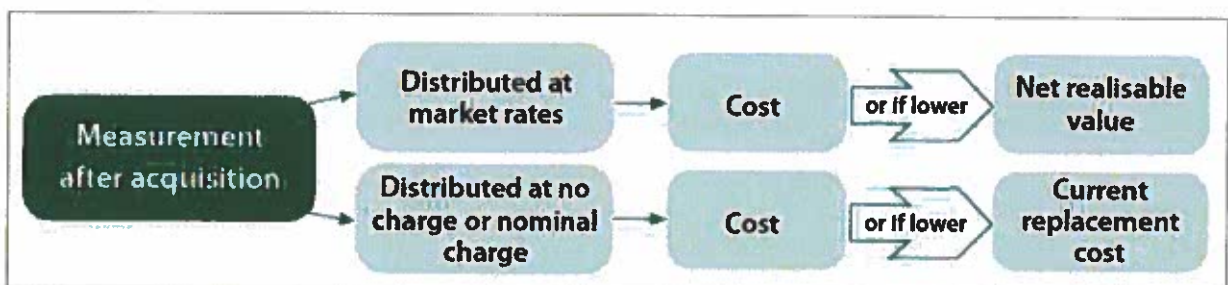 Measurement
after acquisition
Distributed at
market rates
Cost
or if lower
Net realisable
value
Distributed at no
charge or nominal
charge
Cost
or if lower
Current
replacement
cost